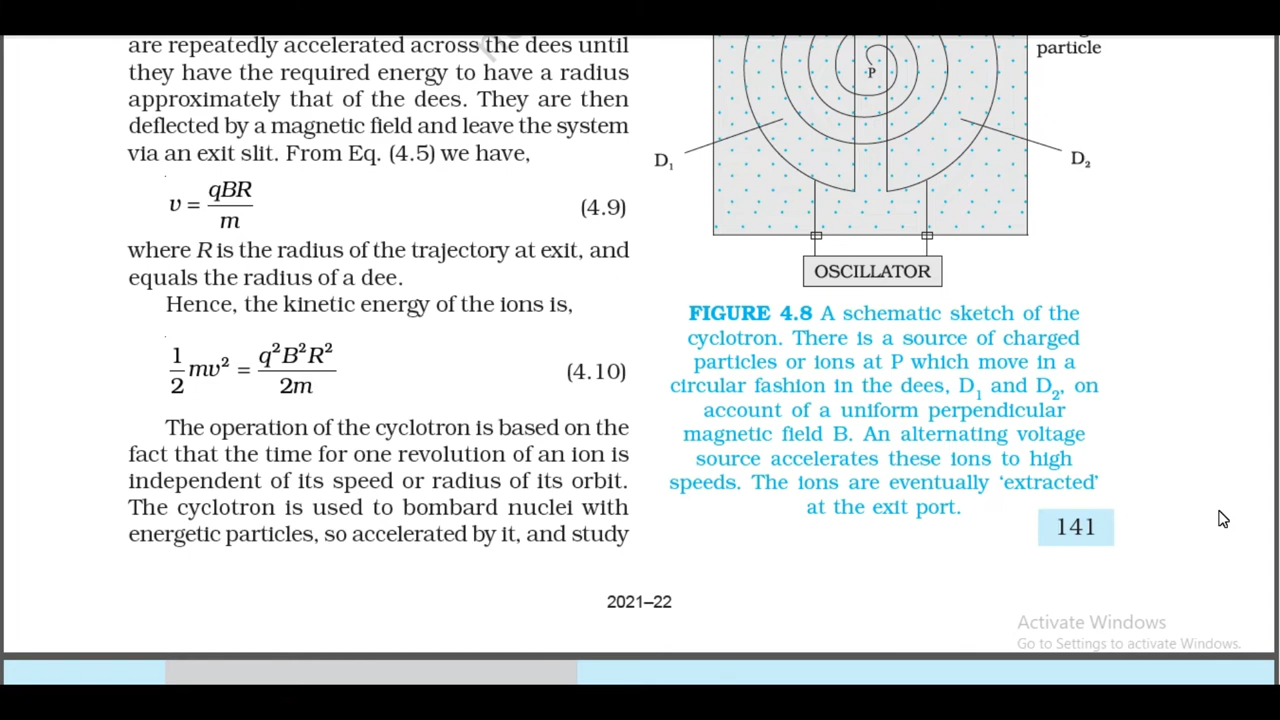 are repeatedly accelerated across the dees until
they have the required energy to have a radius
approximately that of the dees. They are then
deflected by a magnetic field and leave the system
via an exit slit. From Eq. (4.5) we have,
v = qBR/m (4.9)
where R is the radius of the trajectory at exit, and
equals the radius of a dee.
Hence, the kinetic energy of the ions is,
1/2 mv² = q²B²R²/2m (4.10)
The operation of the cyclotron is based on the
fact that the time for one revolution of an ion is
independent of its speed or radius of its orbit.
The cyclotron is used to bombard nuclei with
energetic particles, so accelerated by it, and study
particle
P
D₁
D₂
OSCILLATOR
FIGURE 4.8 A schematic sketch of the
cyclotron. There is a source of charged
particles or ions at P which move in a
circular fashion in the dees, D₁ and D₂, on
account of a uniform perpendicular
magnetic field B. An alternating voltage
source accelerates these ions to high
speeds. The ions are eventually ‘extracted’
at the exit port.
141
2021–22
Activate Windows
Go to Settings to activate Windows.